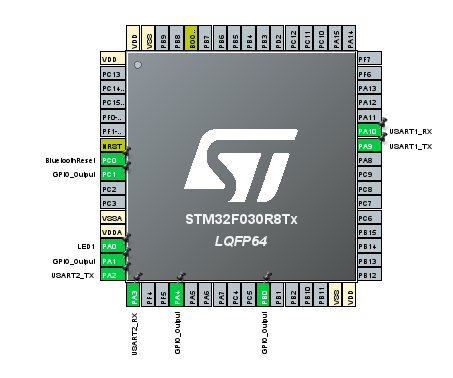 VDD
VSS
PB9
PB8
BOO..
PB7
PB6
PB5
PB4
PB3
PD2
PC12
PC11
PC10
PA15
PA14
VDD
PC13
PC14..
PC15..
PF0-..
PF1-..
NRST
BluetoothReset PC0
GPIO_Output PC1
PC2
PC3
VSSA
VDDA
LED1 PA0
GPIO_Output PA1
USART2_TX PA2
STM32F030R8Tx
LQFP64
PF7
PF6
PA13
PA12
PA11
PA10 USART1_RX
PA9 USART1_TX
PA8
PC9
PC8
PC7
PC6
PB15
PB14
PB13
PB12
PA3
PF4
PF5
PA4
PA5
PA6
PA7
PC4
PC5
PB0
PB1
PB2
PB10
PB11
VSS
VDD
USART2_RX
GPIO_Output
GPIO_Output